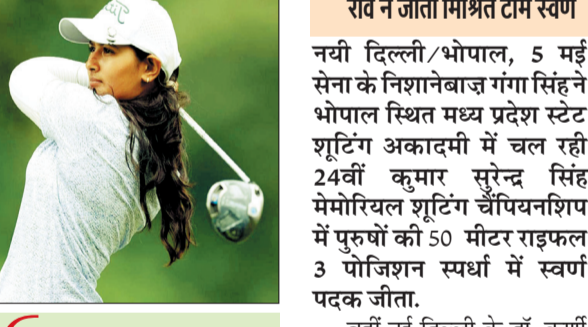 राव ने जीता मिश्रित टीम स्वर्ण
नयी दिल्ली/भोपाल, 5 मई
सेना के निशानेबाज़ गंगा सिंह ने
भोपाल स्थित मध्य प्रदेश स्टेट
शूटिंग अकादमी में चल रही
24वीं कुमार सुरेन्द्र सिंह
मेमोरियल शूटिंग चैंपियनशिप
में पुरुषों की 50 मीटर राइफल
3 पोजिशन स्पर्धा में स्वर्ण
पदक जीता.